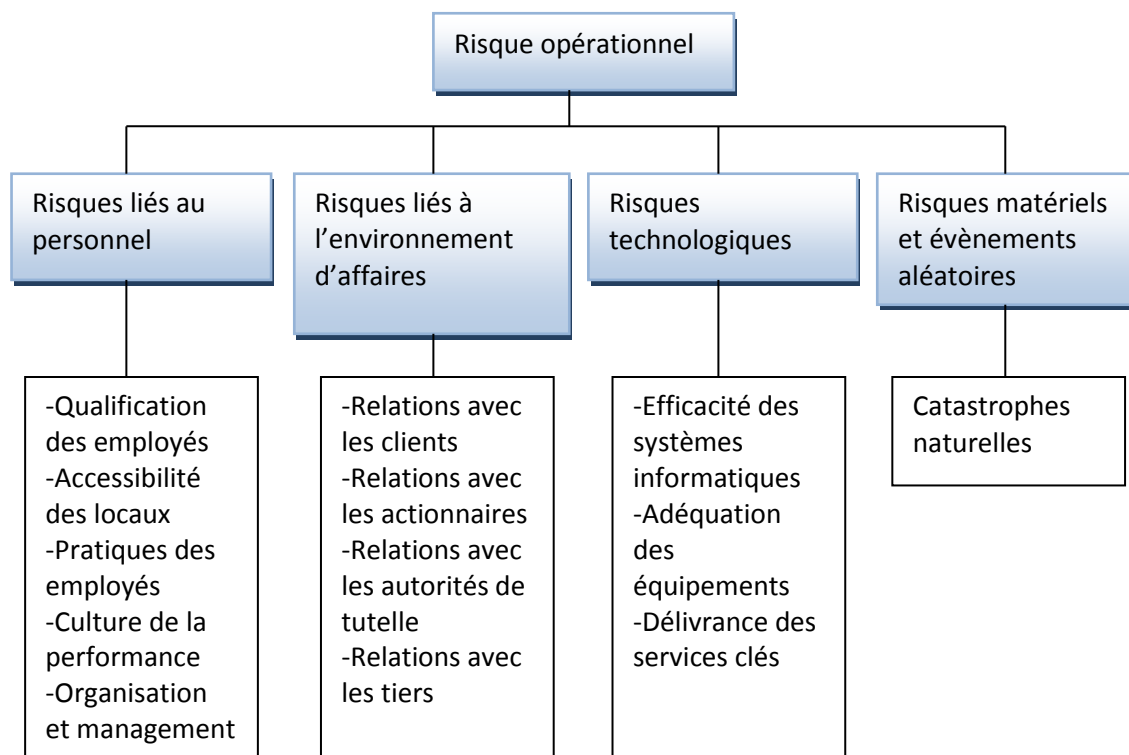 Risque opérationnel
Risques liés au
personnel
Risques liés à
l’environnement
d’affaires
Risques
technologiques
Risques matériels
et évènements
aléatoires
-Qualification
des employés
-Accessibilité
des locaux
-Pratiques des
employés
-Culture de la
performance
-Organisation
et management
-Relations avec
les clients
-Relations avec
les actionnaires
-Relations avec
les autorités de
tutelle
-Relations avec
les tiers
-Efficacité des
systèmes
informatiques
-Adéquation
des
équipements
-Délivrance des
services clés
Catastrophes
naturelles